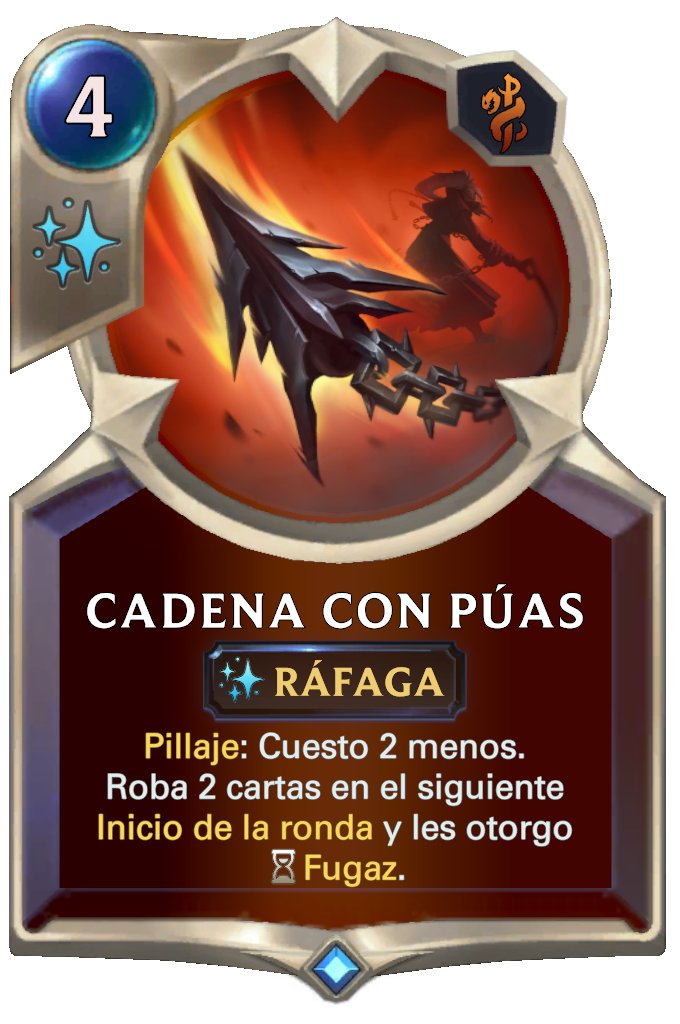 4
CADENA CON PÚAS
RÁFAGA
Pillaje: Cuesto 2 menos.
Roba 2 cartas en el siguiente
Inicio de la ronda y les otorgo
Fugaz.